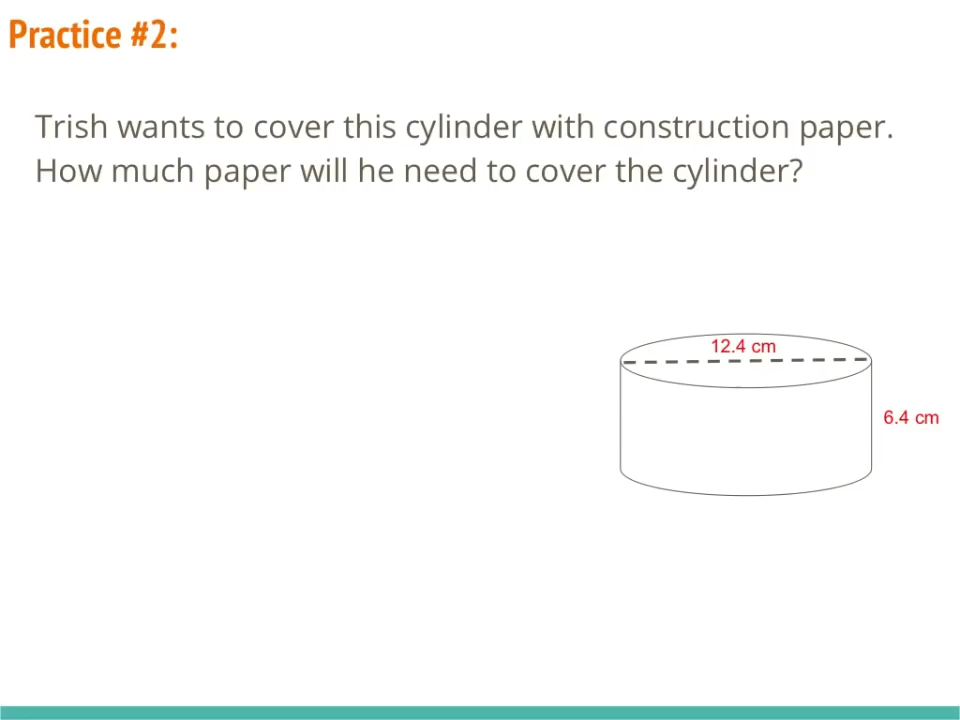 Practice #2:
Trish wants to cover this cylinder with construction paper.
How much paper will he need to cover the cylinder?
12.4 cm
6.4 cm